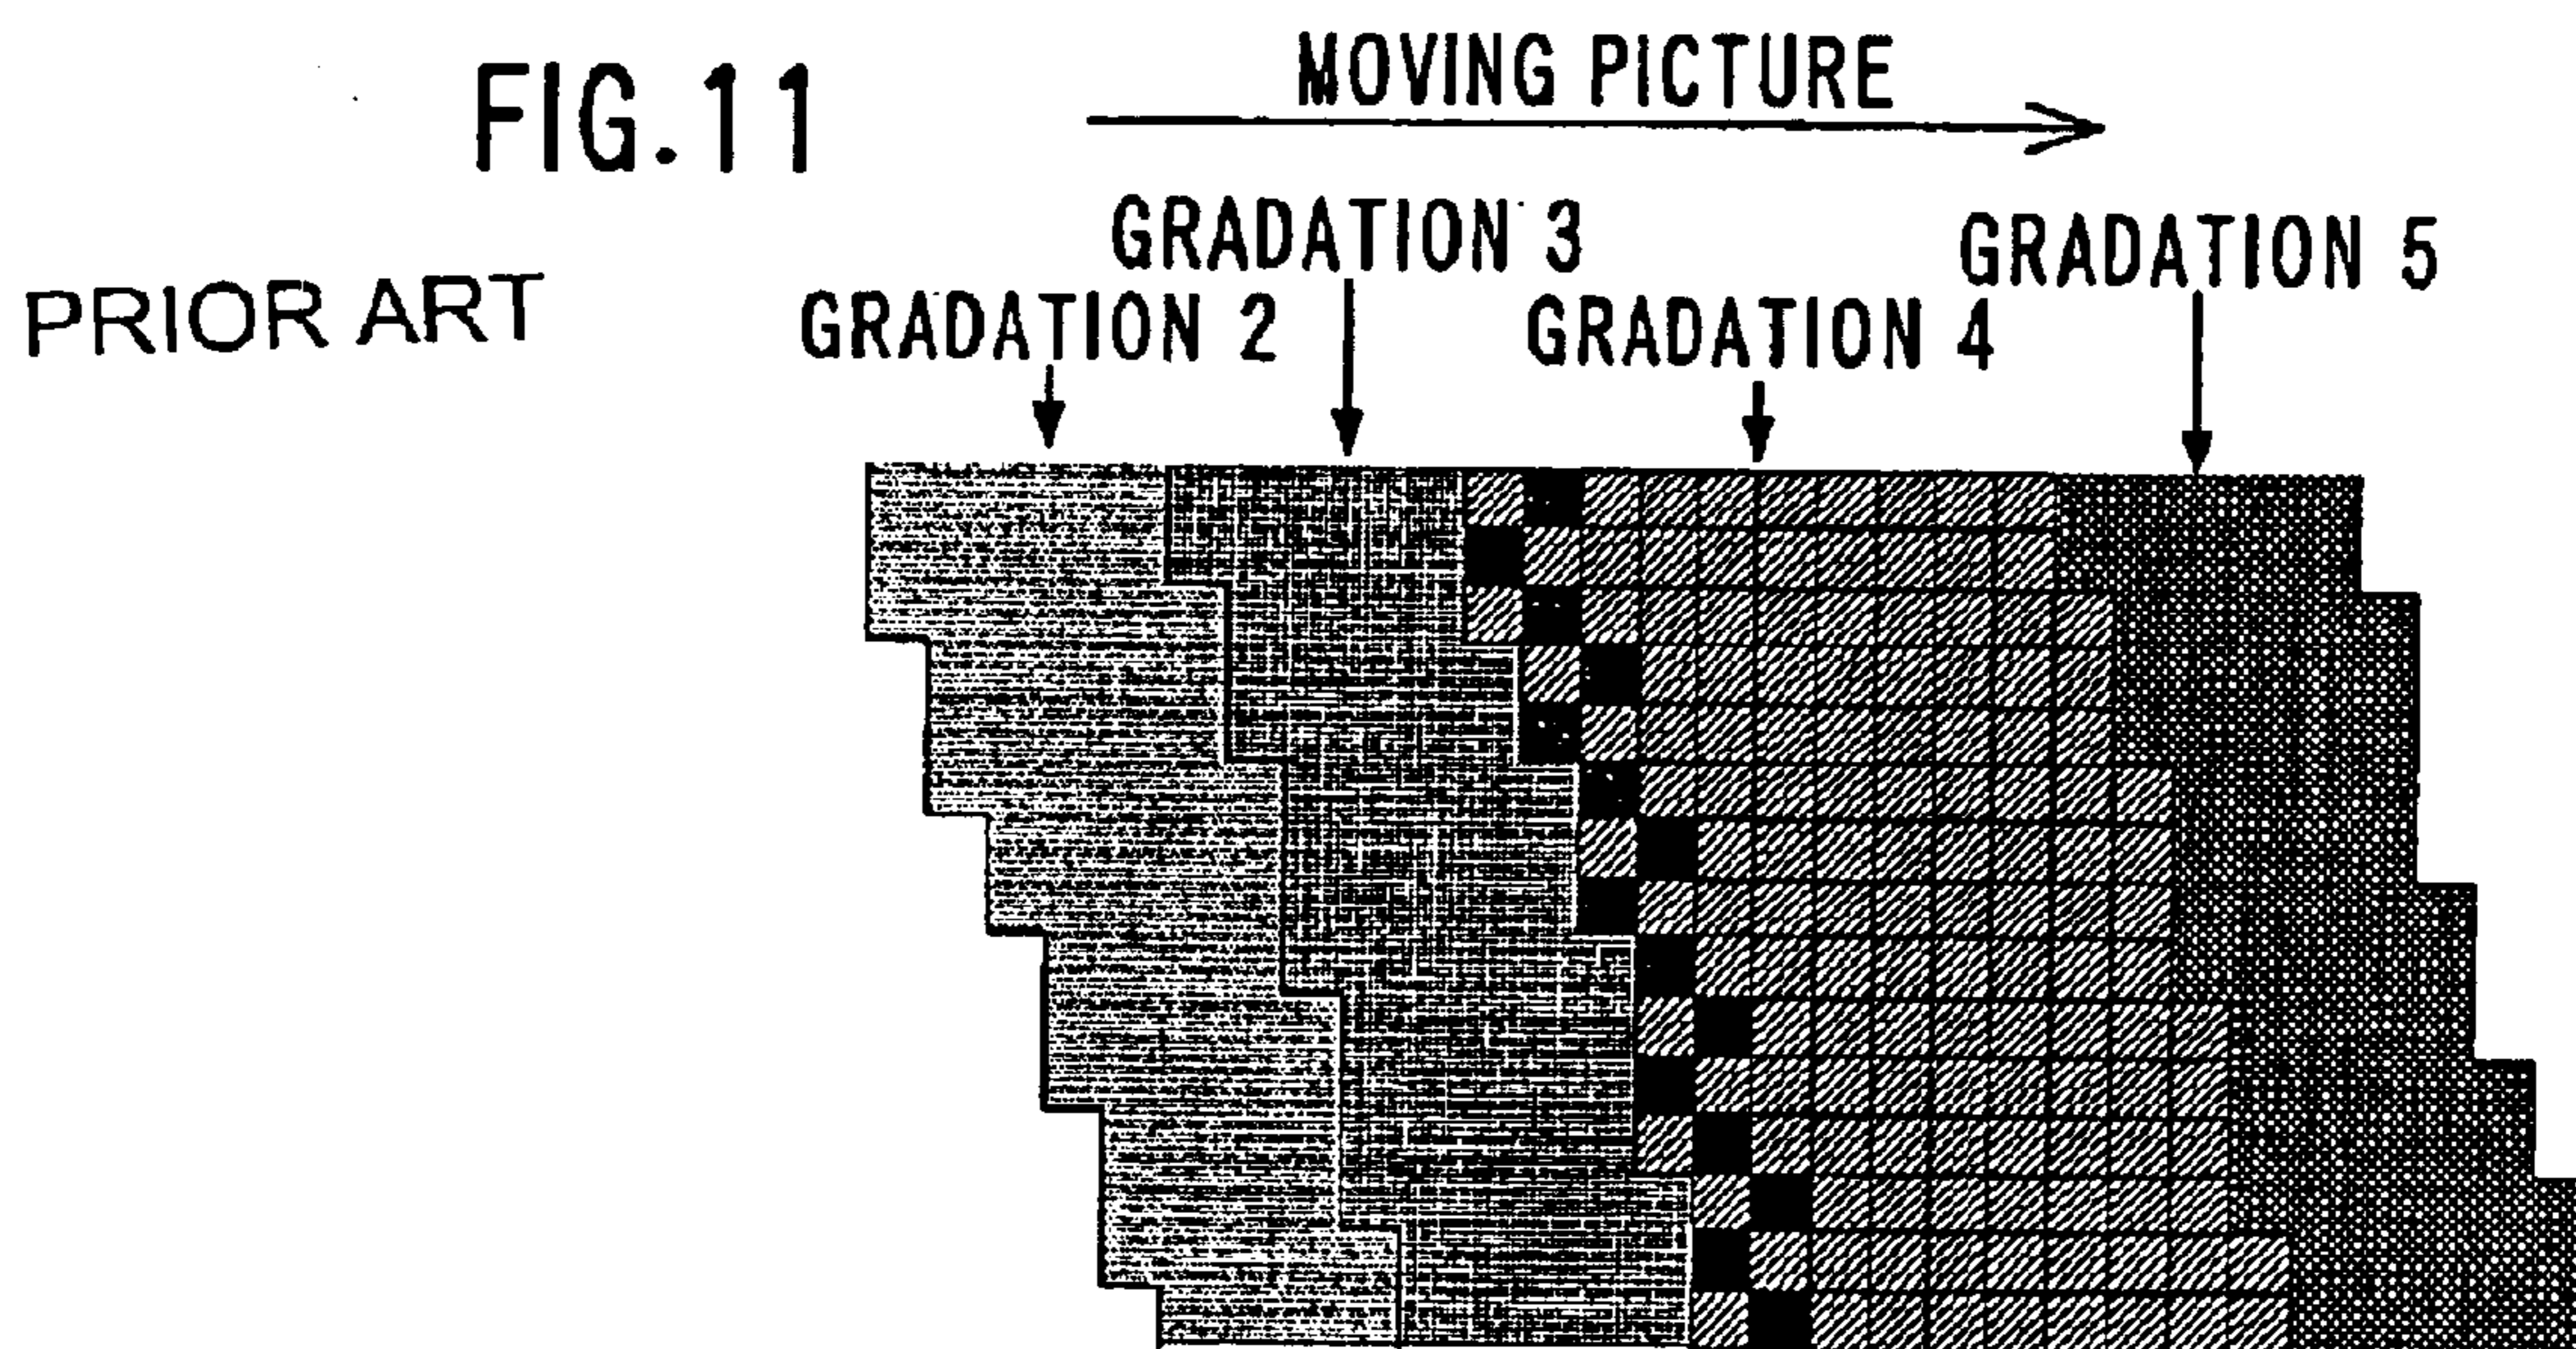 FIG.11
MOVING PICTURE
PRIOR ART
GRADATION 2
GRADATION 3
GRADATION 4
GRADATION 5